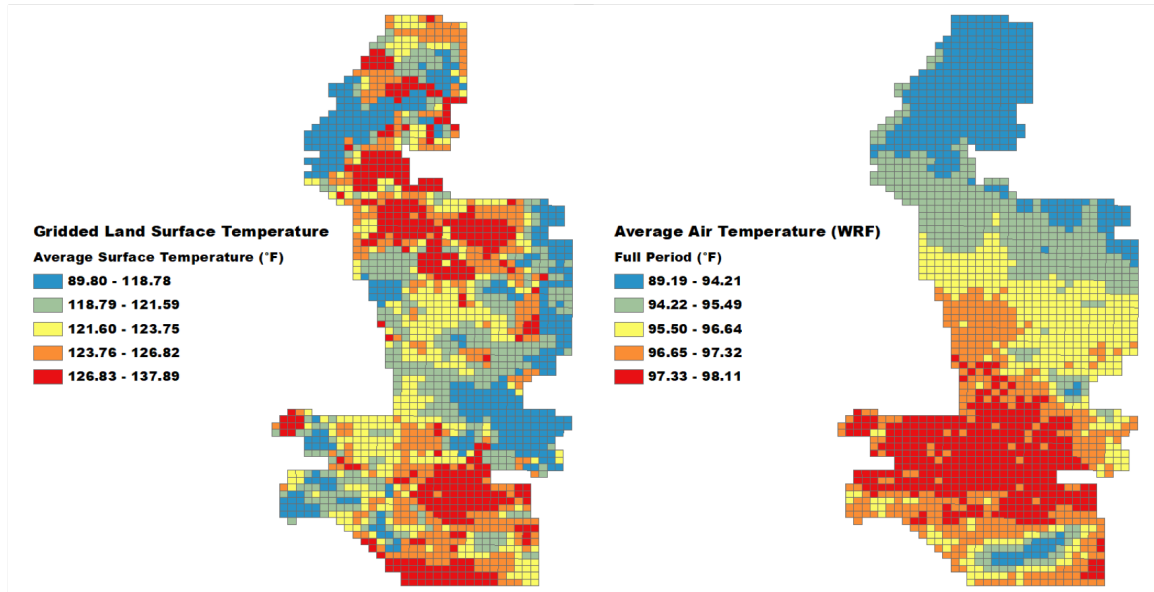 Gridded Land Surface Temperature
Average Surface Temperature (°F)
89.80 - 118.78
118.79 - 121.59
121.60 - 123.75
123.76 - 126.82
126.83 - 137.89
Average Air Temperature (WRF)
Full Period (°F)
89.19 - 94.21
94.22 - 95.49
95.50 - 96.64
96.65 - 97.32
97.33 - 98.11